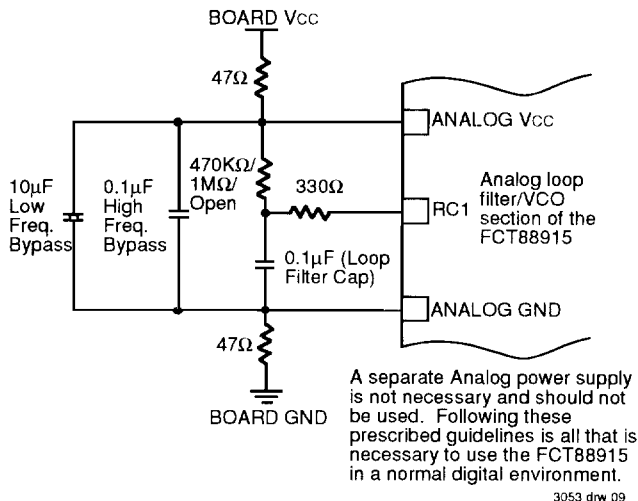 BOARD Vcc
47Ω
ANALOG Vcc
470KΩ/
1MΩ/
Open
330Ω
10µF
Low
Freq.
Bypass
0.1µF
High
Freq.
Bypass
RC1
Analog loop
filter/VCO
section of the
FCT88915
0.1µF (Loop
Filter Cap)
ANALOG GND
47Ω
BOARD GND
A separate Analog power supply
is not necessary and should not
be used. Following these
prescribed guidelines is all that is
necessary to use the FCT88915
in a normal digital environment.
3053 drw 09